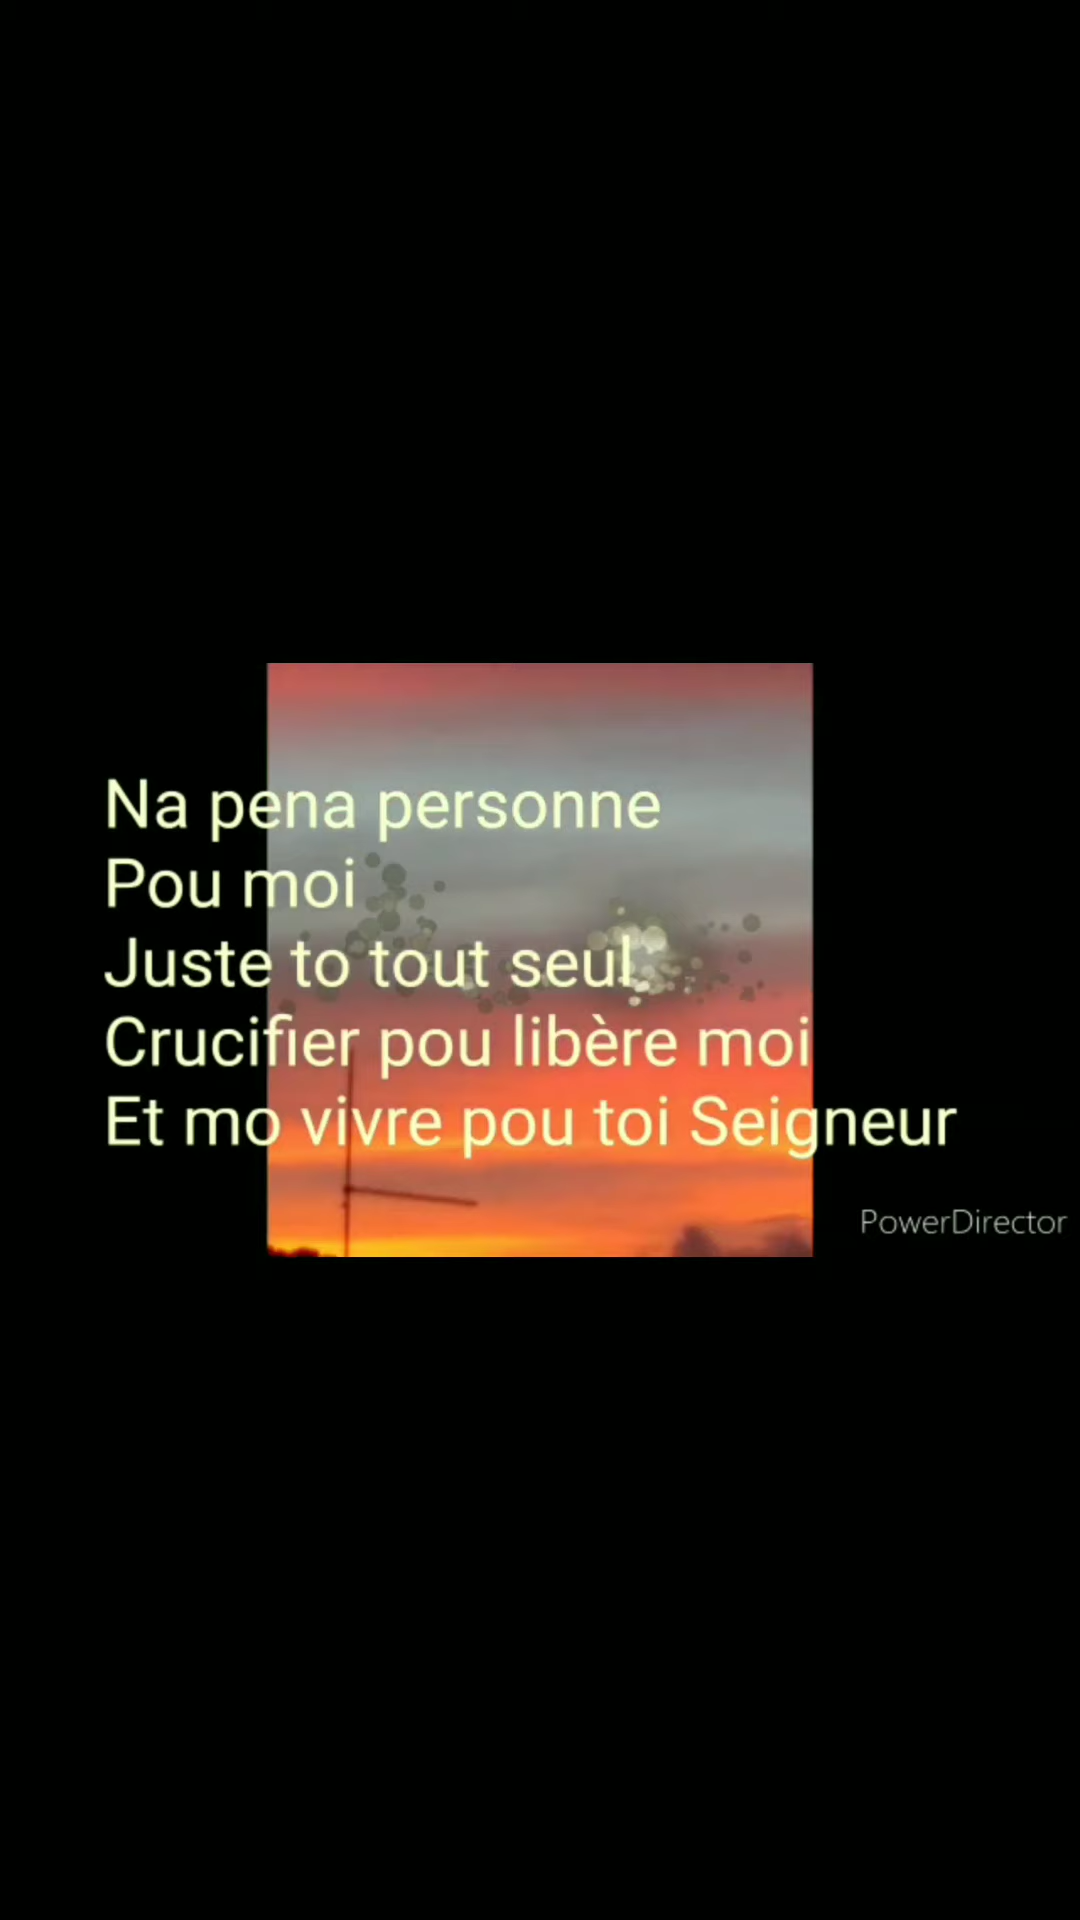 Na pena personne
Pou moi
Juste to tout seul
Crucifier pou libère moi
Et mo vivre pou toi Seigneur
PowerDirector